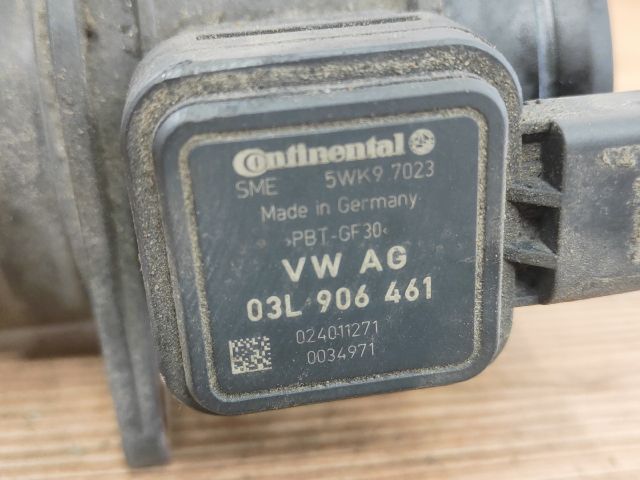 Continental
SME 5WK9 7023
Made in Germany
>PBT-GF30<
VW AG
03L 906 461
024011271
0034971